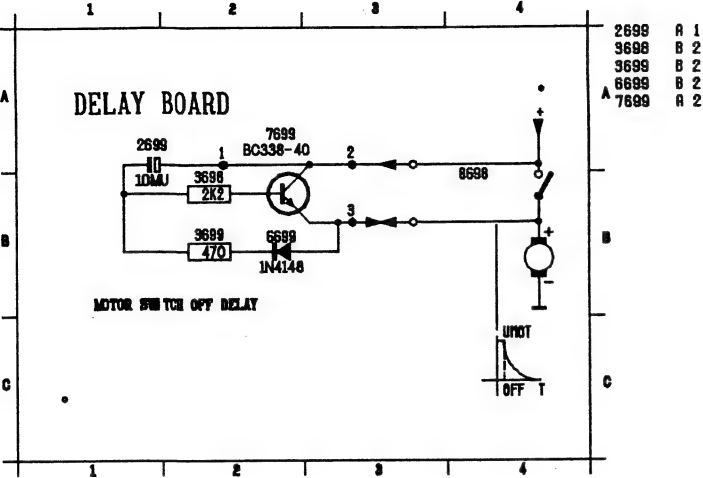 1 2 3 4
2699 A 1
3698 B 2
3699 B 2
6699 B 2
7699 A 2
A A
DELAY BOARD
+
7699
2699 1 BC338-40 2
10MU 3698 8698
2K2
3
B 3699 6699 + B
470
1N4148
-
MOTOR SWITCH OFF DELAY
UMOT
C C
OFF T
1 2 3 4